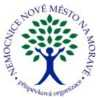 NEMOCNICE NOVÉ MĚSTO NA MORAVĚ
příspěvková organizace